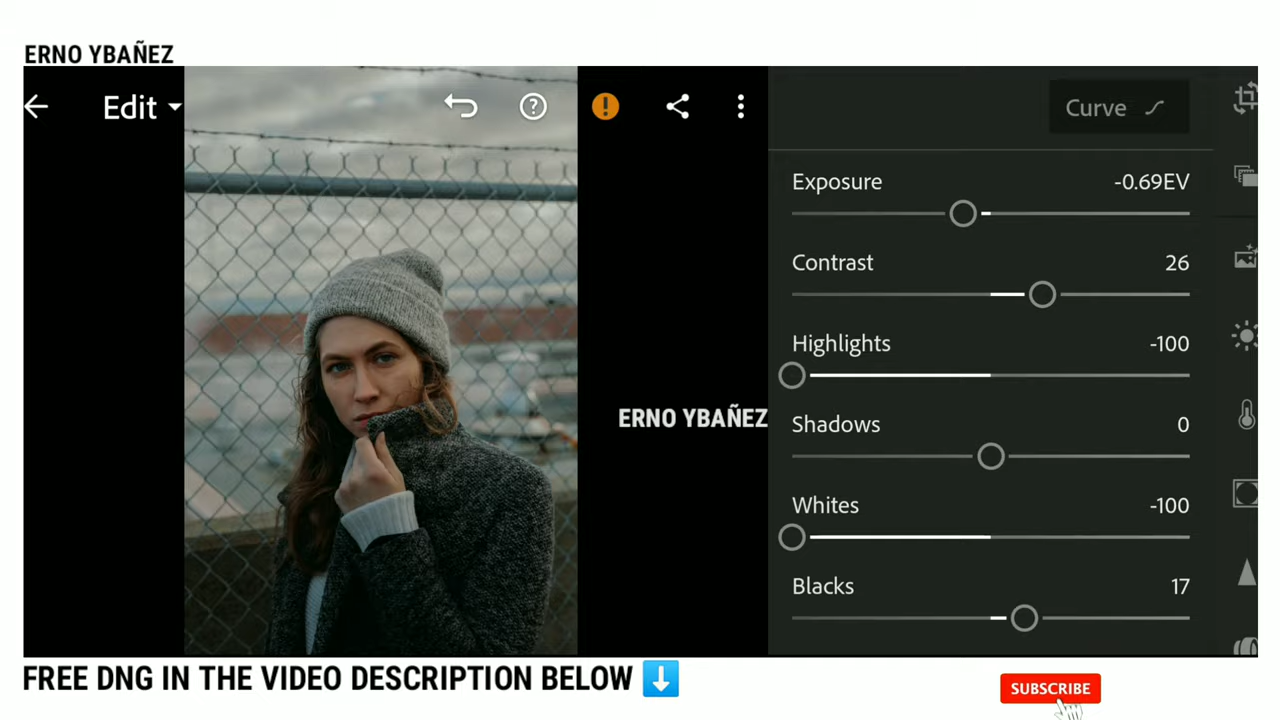 ERNO YBAÑEZ
Edit
Curve
Exposure -0.69EV
Contrast 26
Highlights -100
Shadows 0
ERNO YBAÑEZ
Whites -100
Blacks 17
FREE DNG IN THE VIDEO DESCRIPTION BELOW ⬇️
SUBSCRIBE